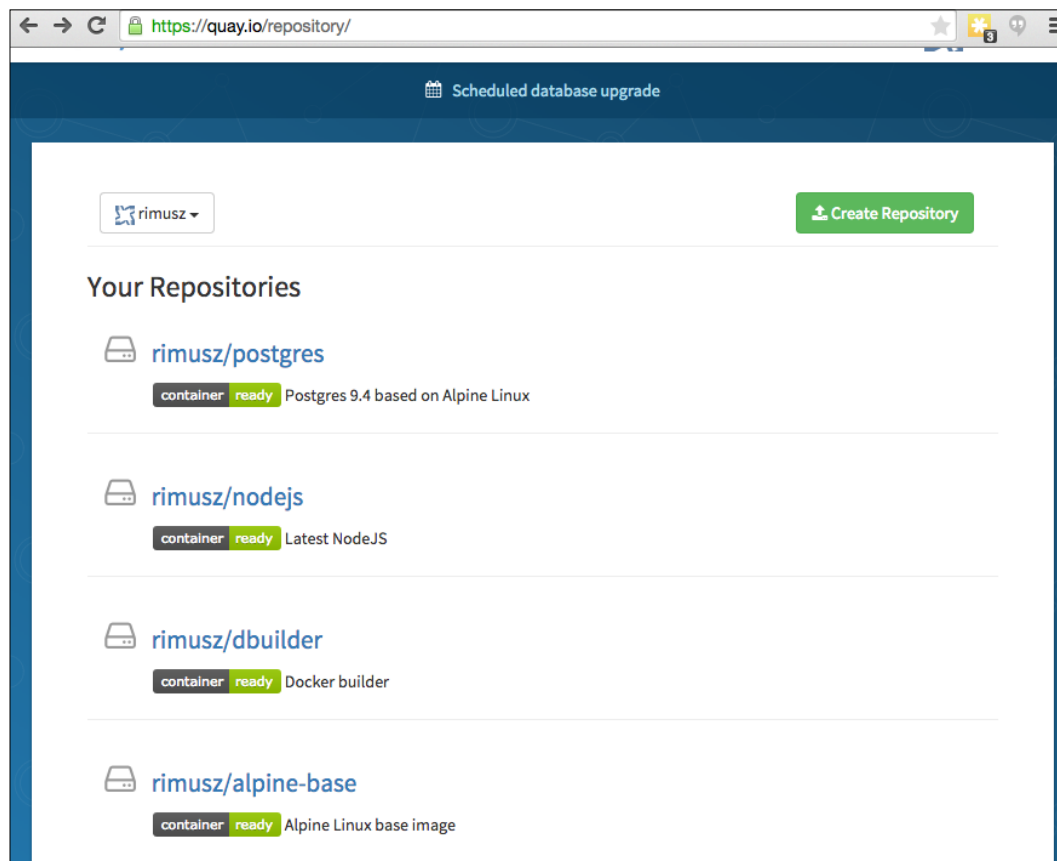 https://quay.io/repository/
3
Scheduled database upgrade
rimusz
Create Repository
Your Repositories
rimusz/postgres
container ready Postgres 9.4 based on Alpine Linux
rimusz/nodejs
container ready Latest NodeJS
rimusz/dbuilder
container ready Docker builder
rimusz/alpine-base
container ready Alpine Linux base image